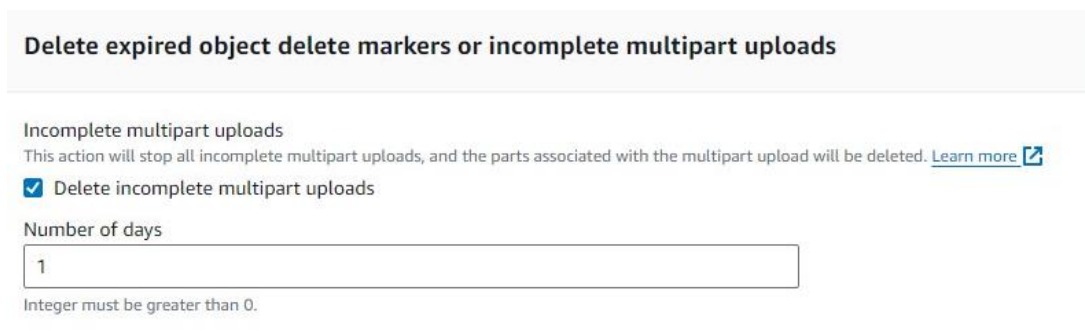 Delete expired object delete markers or incomplete multipart uploads
Incomplete multipart uploads
This action will stop all incomplete multipart uploads, and the parts associated with the multipart upload will be deleted. Learn more
Delete incomplete multipart uploads
Number of days
1
Integer must be greater than 0.